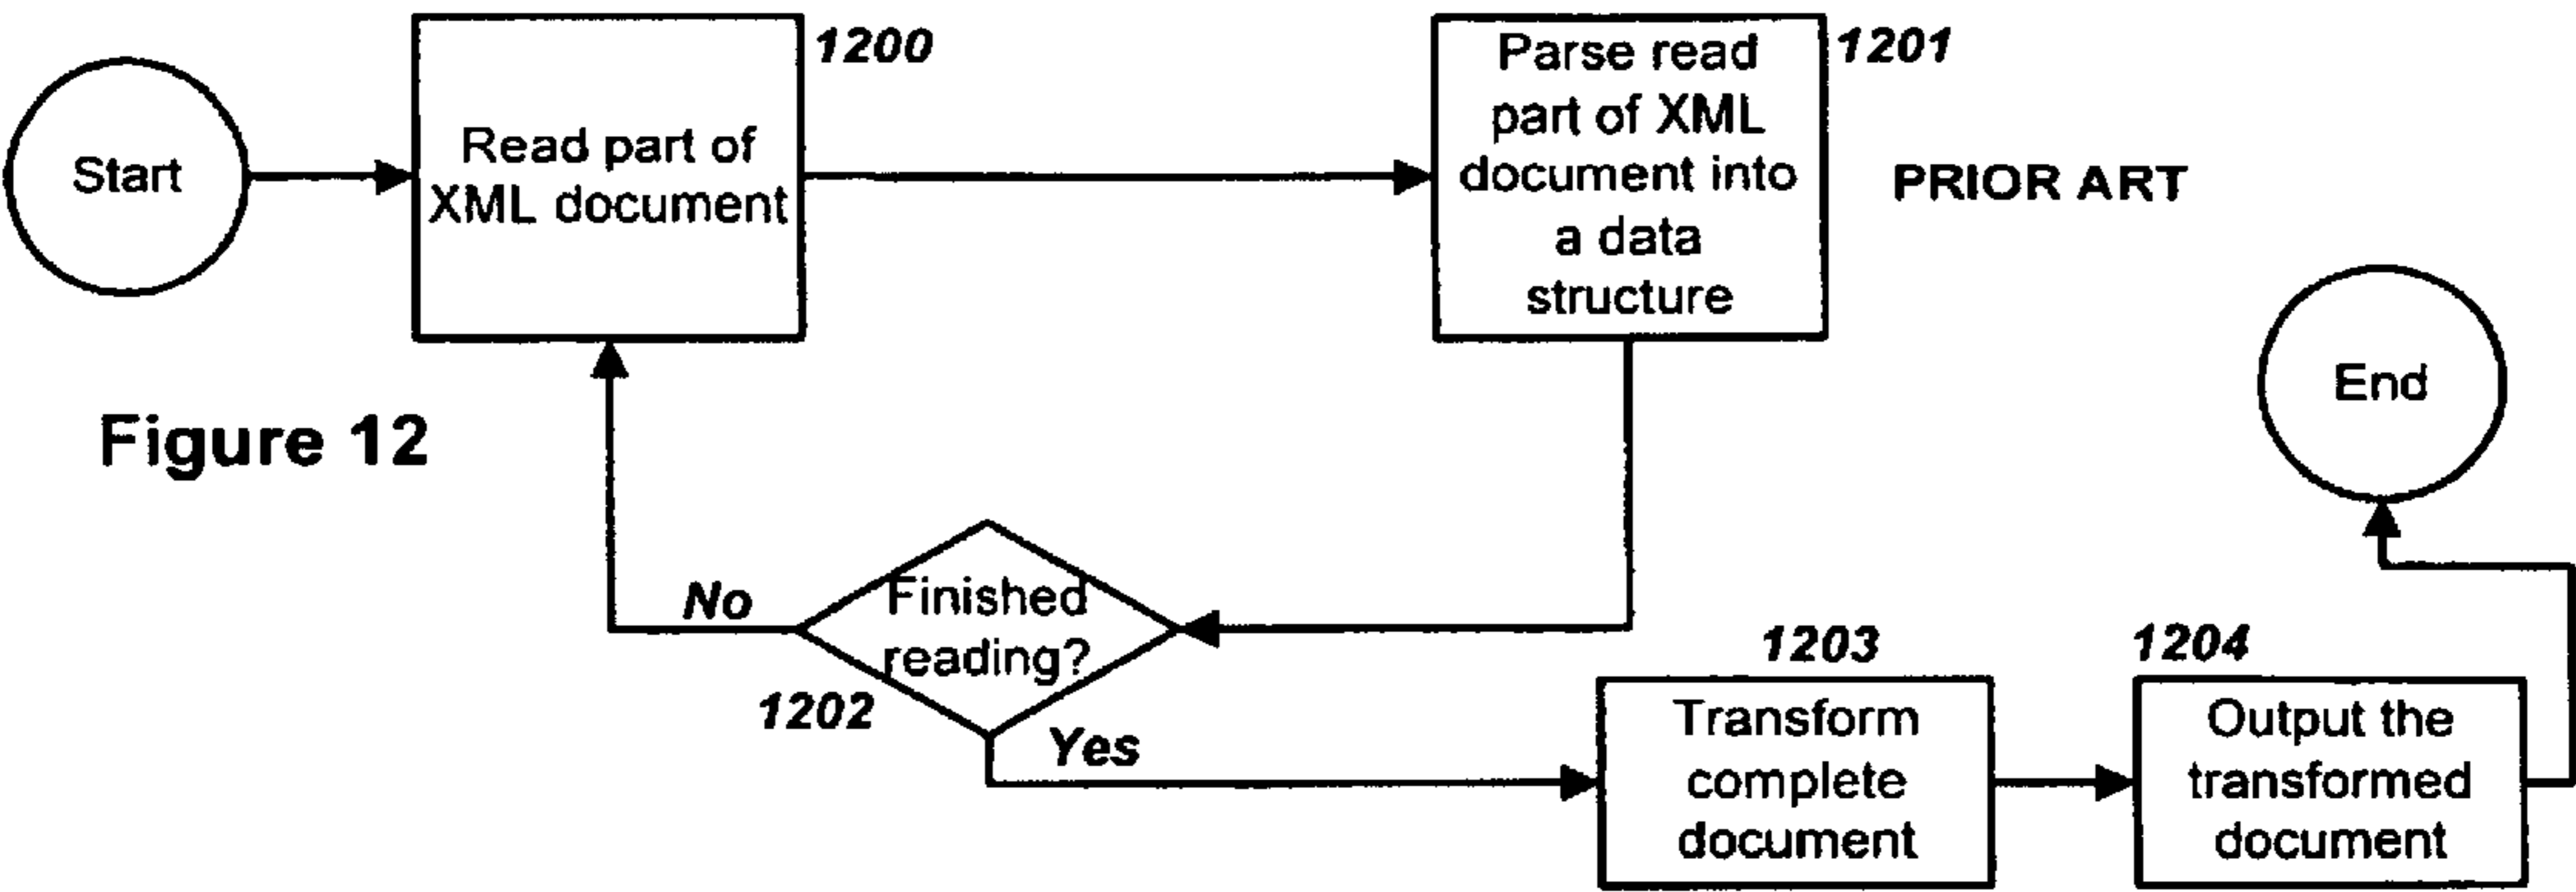 Start
1200
Read part of
XML document
1201
Parse read
part of XML
document into
a data
structure
PRIOR ART
End
Figure 12
No
Finished
reading?
1202
Yes
1203
Transform
complete
document
1204
Output the
transformed
document